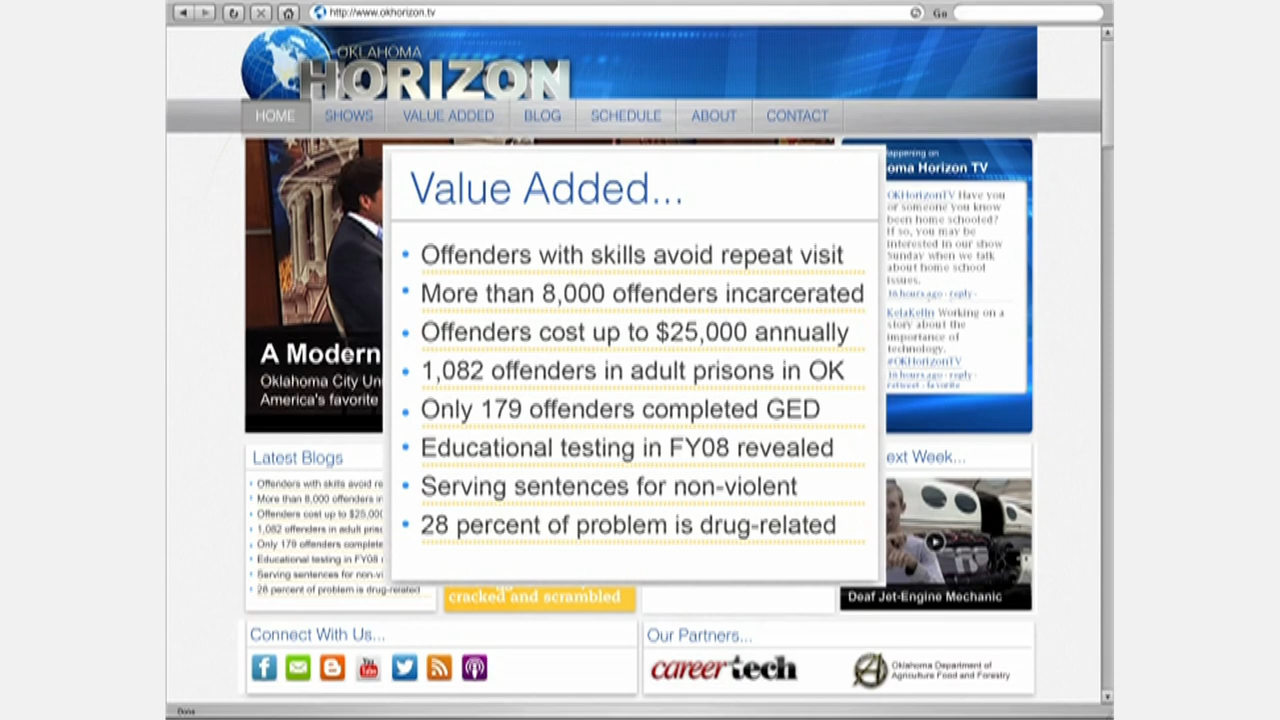 http://www.okhorizon.tv
Go
OKLAHOMA
HORIZON
HOME SHOWS VALUE ADDED BLOG SCHEDULE ABOUT CONTACT
A Modern
Oklahoma City Un
America's favorite
Value Added...
• Offenders with skills avoid repeat visit
• More than 8,000 offenders incarcerated
• Offenders cost up to $25,000 annually
• 1,082 offenders in adult prisons in OK
• Only 179 offenders completed GED
• Educational testing in FY08 revealed
• Serving sentences for non-violent
• 28 percent of problem is drug-related
appening on
oma Horizon TV
OKHorizonTV Have you
or someone you know
been home schooled?
If so, you may be
interested in our show
Sunday when we talk
about home school
issues.
16 hours ago · reply ·
KelaKelln Working on a
story about the
importance of
technology.
#OKHorizonTV
16 hours ago · reply ·
retweet · favorite
Latest Blogs
• Offenders with skills avoid re
• More than 8,000 offenders in
• Offenders cost up to $25,000
• 1,082 offenders in adult pris
• Only 179 offenders complete
• Educational testing in FY08
• Serving sentences for non-vi
• 28 percent of problem is drug-related
cracked and scrambled
ext Week...
Deaf Jet-Engine Mechanic
Connect With Us...
You
Tube
Our Partners...
careertech
Oklahoma Department of
Agriculture Food and Forestry
Done